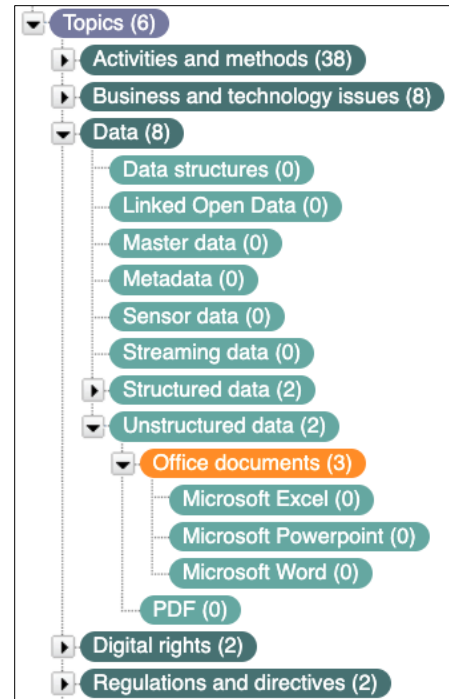 Topics (6)
Activities and methods (38)
Business and technology issues (8)
Data (8)
Data structures (0)
Linked Open Data (0)
Master data (0)
Metadata (0)
Sensor data (0)
Streaming data (0)
Structured data (2)
Unstructured data (2)
Office documents (3)
Microsoft Excel (0)
Microsoft Powerpoint (0)
Microsoft Word (0)
PDF (0)
Digital rights (2)
Regulations and directives (2)